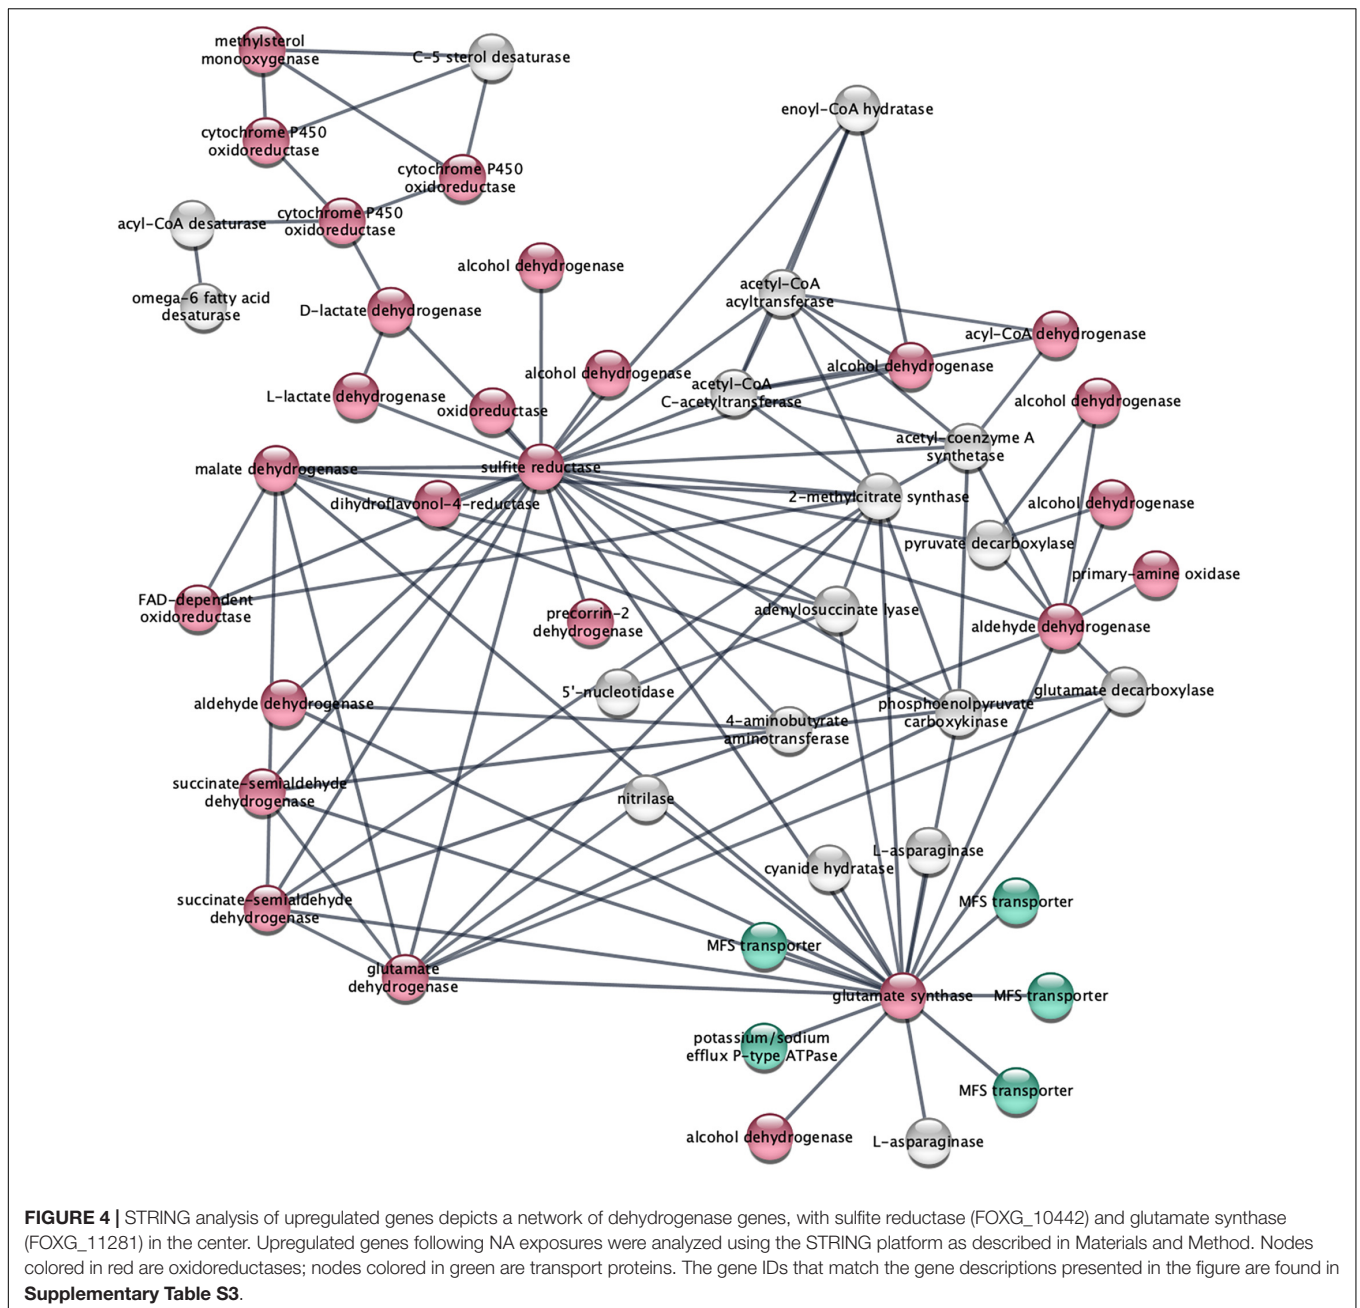 methylsterol
monooxygenase
C-5 sterol desaturase
enoyl-CoA hydratase
cytochrome P450
oxidoreductase
cytochrome P450
oxidoreductase
acyl-CoA desaturase
cytochrome P450
oxidoreductase
alcohol dehydrogenase
omega-6 fatty acid
desaturase
D-lactate dehydrogenase
acetyl-CoA
acyltransferase
acyl-CoA dehydrogenase
alcohol dehydrogenase
alcohol dehydrogenase
L-lactate dehydrogenase
oxidoreductase
acetyl-CoA
C-acetyltransferase
alcohol dehydrogenase
acetyl-coenzyme A
synthetase
malate dehydrogenase
sulfite reductase
dihydroflavonol-4-reductase
2-methylcitrate synthase
alcohol dehydrogenase
pyruvate decarboxylase
primary-amine oxidase
FAD-dependent
oxidoreductase
precorrin-2
dehydrogenase
adenylosuccinate lyase
aldehyde dehydrogenase
5'-nucleotidase
glutamate decarboxylase
aldehyde dehydrogenase
phosphoenolpyruvate
carboxykinase
4-aminobutyrate
aminotransferase
succinate-semialdehyde
dehydrogenase
nitrilase
L-asparaginase
cyanide hydratase
succinate-semialdehyde
dehydrogenase
MFS transporter
MFS transporter
glutamate
dehydrogenase
glutamate synthase
MFS transporter
potassium/sodium
efflux P-type ATPase
MFS transporter
alcohol dehydrogenase
L-asparaginase
FIGURE 4 | STRING analysis of upregulated genes depicts a network of dehydrogenase genes, with sulfite reductase (FOXG_10442) and glutamate synthase
(FOXG_11281) in the center. Upregulated genes following NA exposures were analyzed using the STRING platform as described in Materials and Method. Nodes
colored in red are oxidoreductases; nodes colored in green are transport proteins. The gene IDs that match the gene descriptions presented in the figure are found in
Supplementary Table S3.